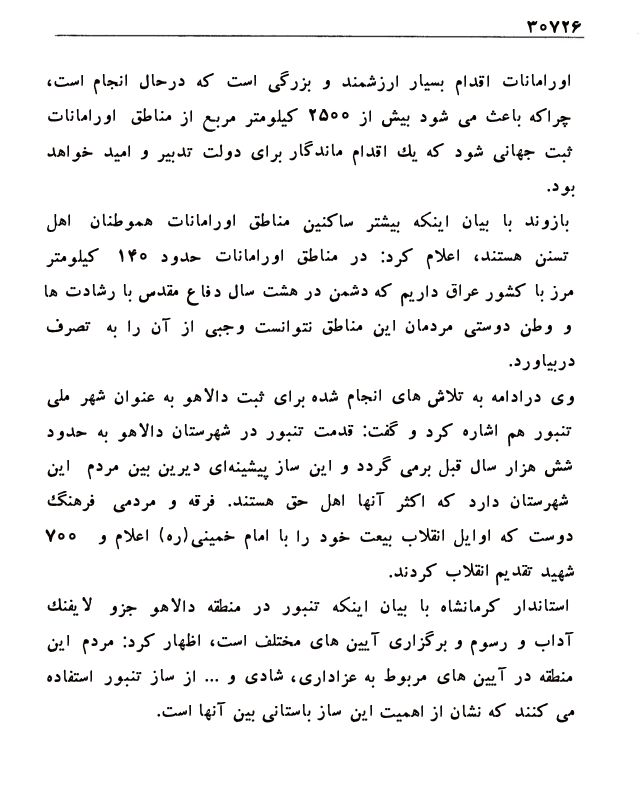 ۳۰۷۲۶
اورامانات اقدام بسیار ارزشمند و بزرگی است که درحال انجام است،
چراکه باعث می شود بیش از ۲۵۰۰ کیلومتر مربع از مناطق اورامانات
ثبت جهانی شود که یك اقدام ماندگار برای دولت تدبیر و امید خواهد
بود.
بازوند با بیان اینکه بیشتر ساکنین مناطق اورامانات هموطنان اهل
تسنن هستند، اعلام کرد: در مناطق اورامانات حدود ۱۴۰ کیلومتر
مرز با کشور عراق داریم که دشمن در هشت سال دفاع مقدس با رشادت ها
و وطن دوستی مردمان این مناطق نتوانست وجبی از آن را به تصرف
دربیاورد.
وی درادامه به تلاش های انجام شده برای ثبت دالاهو به عنوان شهر ملی
تنبور هم اشاره کرد و گفت: قدمت تنبور در شهرستان دالاهو به حدود
شش هزار سال قبل برمی گردد و این ساز پیشینه‌ای دیرین بین مردم این
شهرستان دارد که اکثر آنها اهل حق هستند. فرقه و مردمی فرهنگ
دوست که اوایل انقلاب بیعت خود را با امام خمینی(ره) اعلام و ۷۰۰
شهید تقدیم انقلاب کردند.
استاندار کرمانشاه با بیان اینکه تنبور در منطقه دالاهو جزو لایفنك
آداب و رسوم و برگزاری آیین های مختلف است، اظهار کرد: مردم این
منطقه در آیین های مربوط به عزاداری، شادی و ... از ساز تنبور استفاده
می کنند که نشان از اهمیت این ساز باستانی بین آنها است.